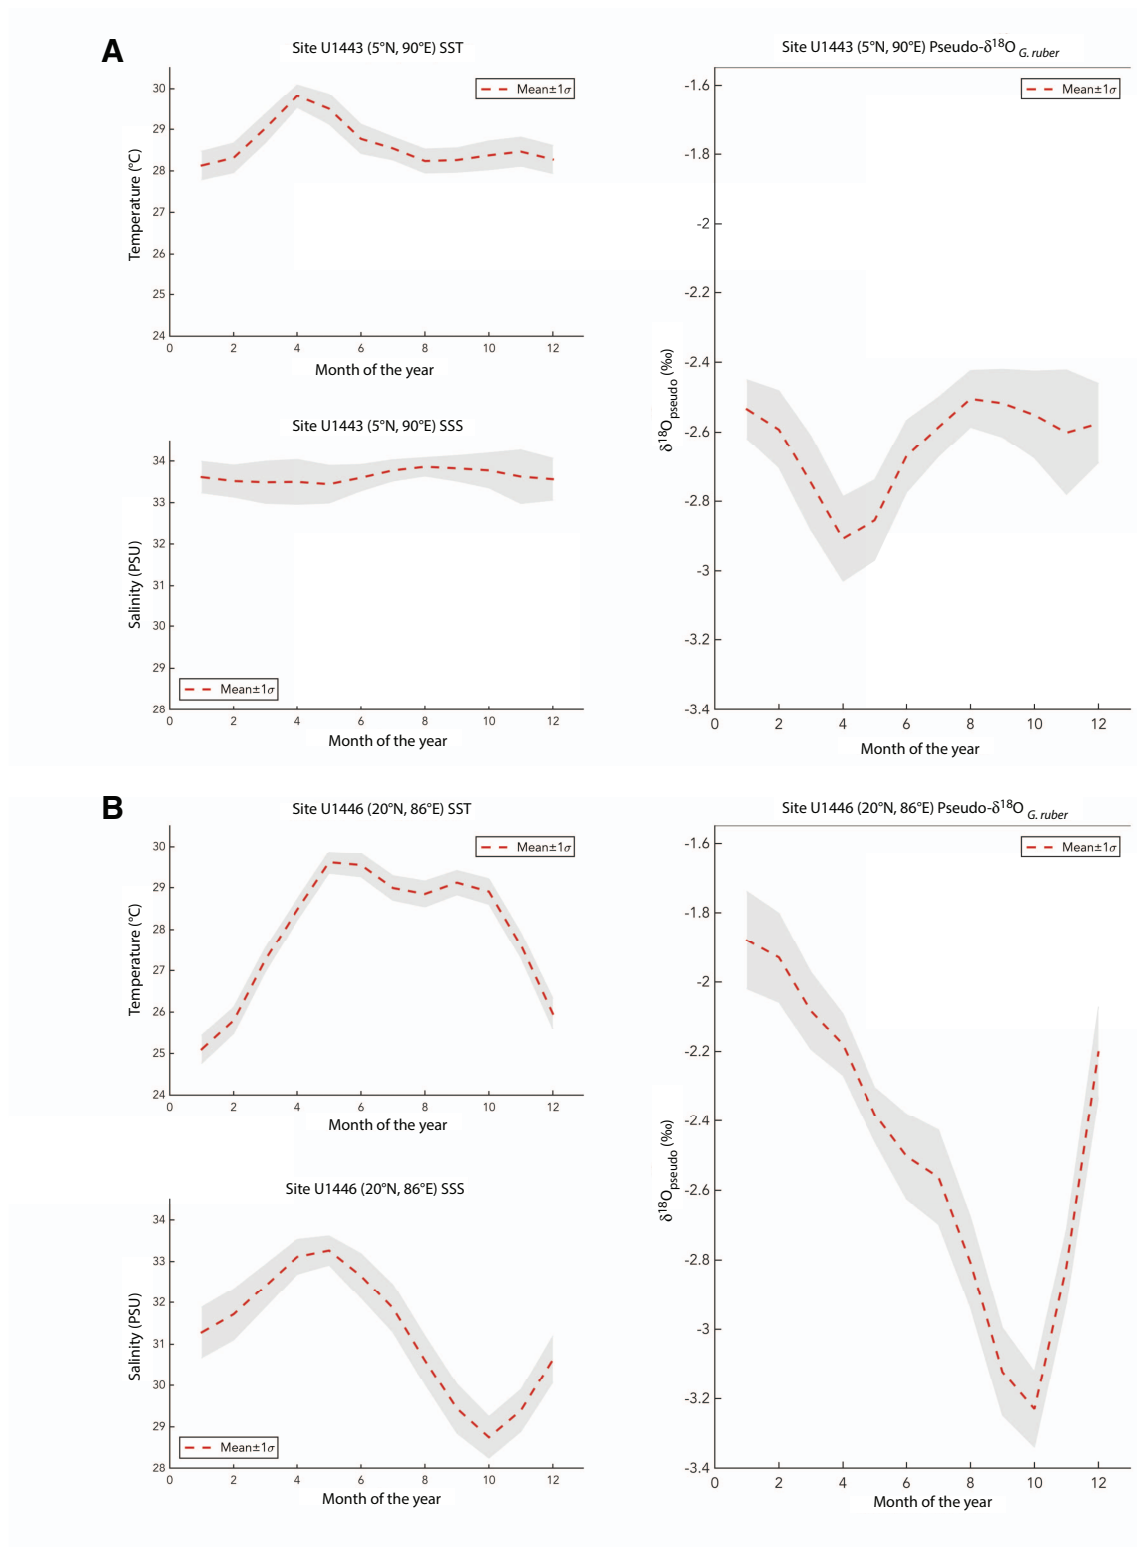 A
Site U1443 (5°N, 90°E) SST
Mean±1σ
30
29
28
27
26
25
24
Temperature (°C)
0 2 4 6 8 10 12
Month of the year
Site U1443 (5°N, 90°E) SSS
34
33
32
31
30
29
28
Salinity (PSU)
Mean±1σ
0 2 4 6 8 10 12
Month of the year
Site U1443 (5°N, 90°E) Pseudo-δ18O G. ruber
Mean±1σ
-1.6
-1.8
-2
-2.2
-2.4
-2.6
-2.8
-3
-3.2
-3.4
δ18Opseudo (‰)
0 2 4 6 8 10 12
Month of the year
B
Site U1446 (20°N, 86°E) SST
Mean±1σ
30
29
28
27
26
25
24
Temperature (°C)
0 2 4 6 8 10 12
Month of the year
Site U1446 (20°N, 86°E) SSS
34
33
32
31
30
29
28
Salinity (PSU)
Mean±1σ
0 2 4 6 8 10 12
Month of the year
Site U1446 (20°N, 86°E) Pseudo-δ18O G. ruber
Mean±1σ
-1.6
-1.8
-2
-2.2
-2.4
-2.6
-2.8
-3
-3.2
-3.4
δ18Opseudo (‰)
0 2 4 6 8 10 12
Month of the year